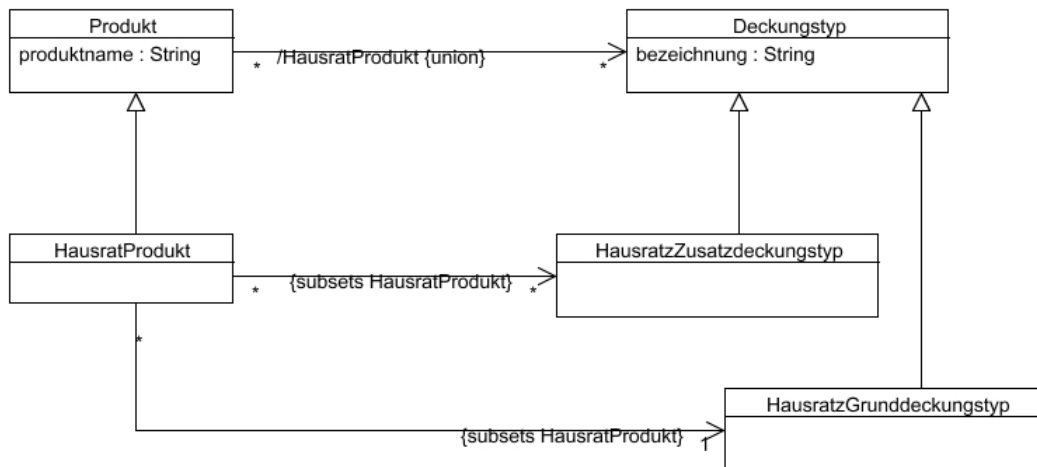 Produkt
produktname : String
* /HausratProdukt {union} *
Deckungstyp
bezeichnung : String
HausratProdukt
* {subsets HausratProdukt} *
HausratzZusatzdeckungstyp
*
{subsets HausratProdukt} 1
HausratzGrunddeckungstyp